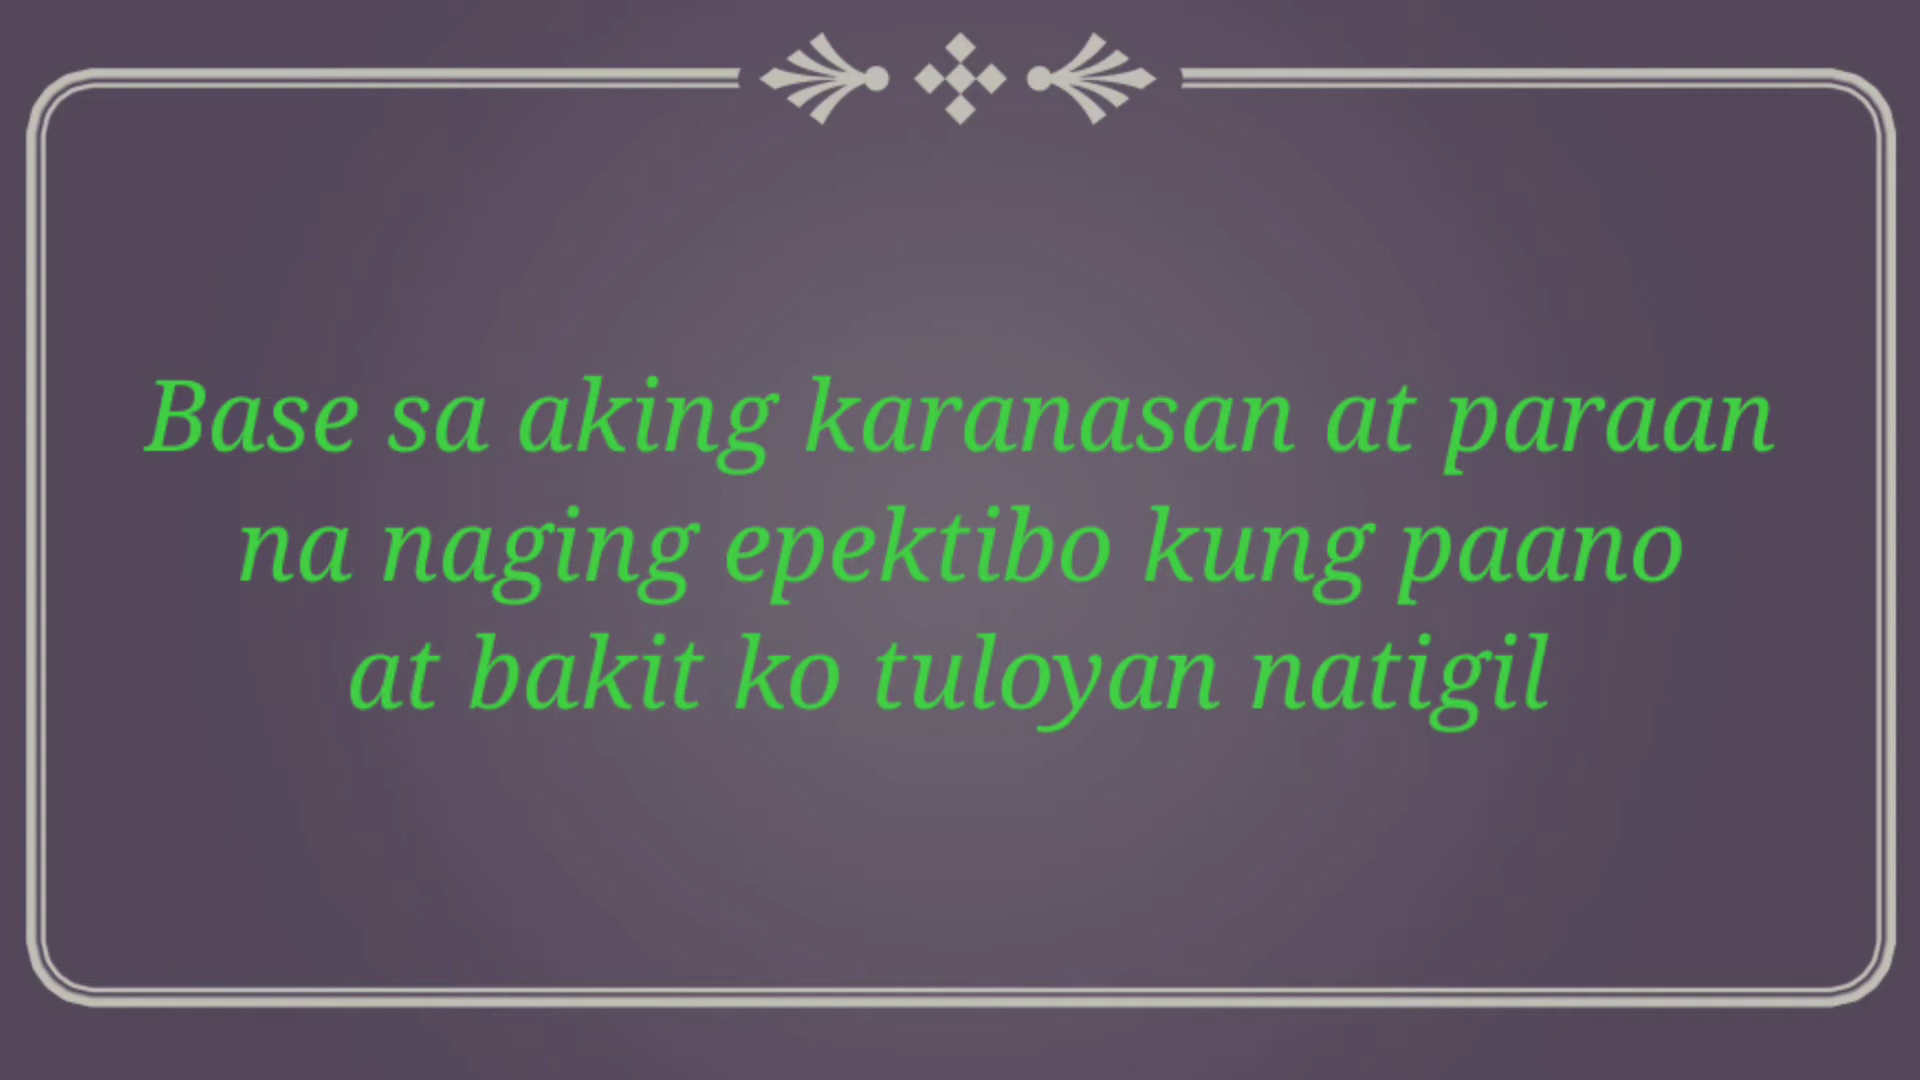 Base sa aking karanasan at paraan
na naging epektibo kung paano
at bakit ko tuloyan natigil